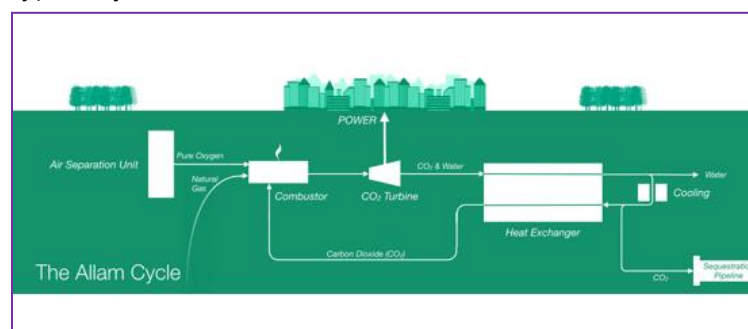 POWER
Air Separation Unit
Pure Oxygen
Natural
Gas
Combustor
CO₂ Turbine
CO₂ & Water
Heat Exchanger
Water
Cooling
Carbon Dioxide (CO₂)
CO₂
Sequestration
Pipeline
The Allam Cycle